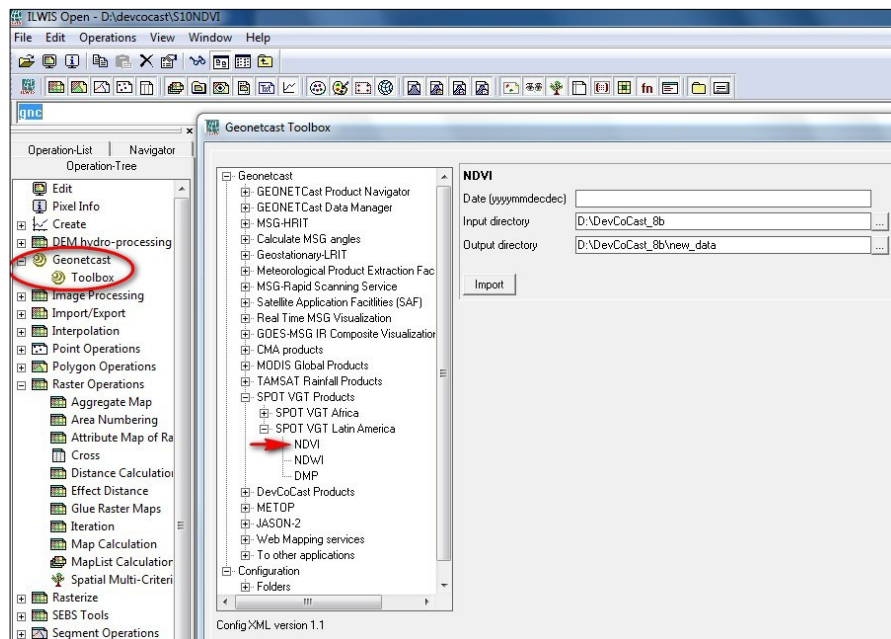 ILWIS Open - D:\devcocast\S10NDVI
File Edit Operations View Window Help
fn
gnc
x
Operation-List Navigator
Operation-Tree
Edit
Pixel Info
Create
DEM hydro-processing
Geonetcast
Toolbox
Image Processing
Import/Export
Interpolation
Point Operations
Polygon Operations
Raster Operations
Aggregate Map
Area Numbering
Attribute Map of Ra
Cross
Distance Calculation
Effect Distance
Glue Raster Maps
Iteration
Map Calculation
MapList Calculation
Spatial Multi-Criteri
Rasterize
SEBS Tools
Segment Operations
Geonetcast Toolbox
Geonetcast
GEONETCast Product Navigator
GEONETCast Data Manager
MSG-HRIT
Calculate MSG angles
Geostationary-LRIT
Meteorological Product Extraction Fac
MSG-Rapid Scanning Service
Satellite Application Facitlities (SAF)
Real Time MSG Visualization
GOES-MSG IR Composite Visualization
CMA products
MODIS Global Products
TAMSAT Rainfall Products
SPOT VGT Products
SPOT VGT Africa
SPOT VGT Latin America
NDVI
NDWI
DMP
DevCoCast Products
METOP
JASON-2
Web Mapping services
To other applications
Configuration
Folders
Config XML version 1.1
NDVI
Date (yyyymmdecdec)
Input directory D:\DevCoCast_8b ...
Output directory D:\DevCoCast_8b\new_data ...
Import